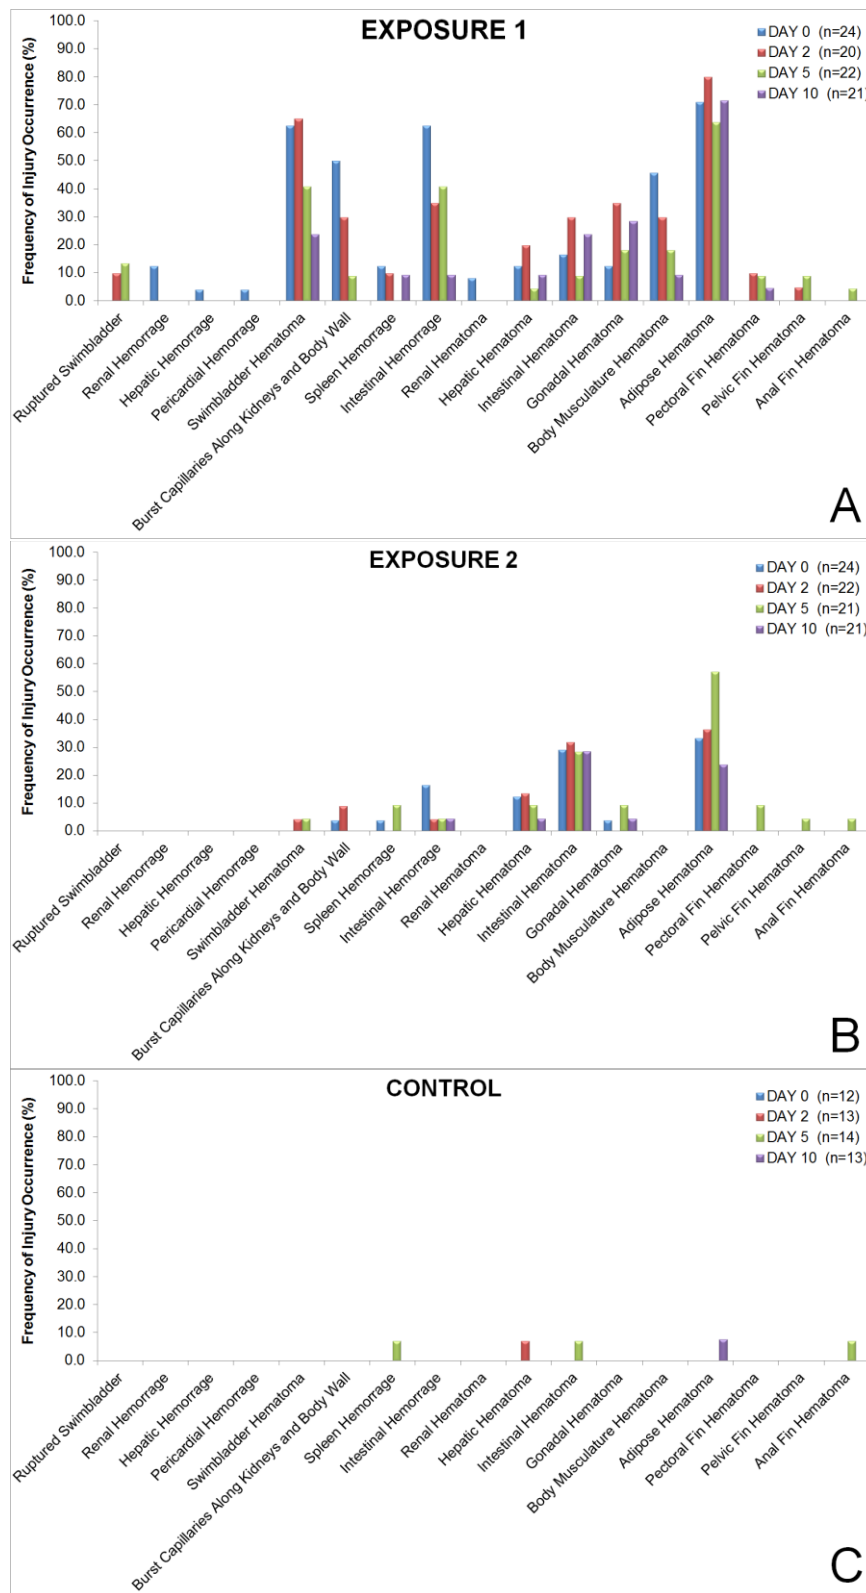 EXPOSURE 1
DAY 0 (n=24)
DAY 2 (n=20)
DAY 5 (n=22)
DAY 10 (n=21)
Frequency of Injury Occurrence (%)
100.0
90.0
80.0
70.0
60.0
50.0
40.0
30.0
20.0
10.0
0.0
Ruptured Swimbladder
Renal Hemorrage
Hepatic Hemorrage
Pericardial Hemorrage
Swimbladder Hematoma
Burst Capillaries Along Kidneys and Body Wall
Spleen Hemorrage
Intestinal Hemorrage
Renal Hematoma
Hepatic Hematoma
Intestinal Hematoma
Gonadal Hematoma
Body Musculature Hematoma
Adipose Hematoma
Pectoral Fin Hematoma
Pelvic Fin Hematoma
Anal Fin Hematoma
A
EXPOSURE 2
DAY 0 (n=24)
DAY 2 (n=22)
DAY 5 (n=21)
DAY 10 (n=21)
Frequency of Injury Occurrence (%)
100.0
90.0
80.0
70.0
60.0
50.0
40.0
30.0
20.0
10.0
0.0
Ruptured Swimbladder
Renal Hemorrage
Hepatic Hemorrage
Pericardial Hemorrage
Swimbladder Hematoma
Burst Capillaries Along Kidneys and Body Wall
Spleen Hemorrage
Intestinal Hemorrage
Renal Hematoma
Hepatic Hematoma
Intestinal Hematoma
Gonadal Hematoma
Body Musculature Hematoma
Adipose Hematoma
Pectoral Fin Hematoma
Pelvic Fin Hematoma
Anal Fin Hematoma
B
CONTROL
DAY 0 (n=12)
DAY 2 (n=13)
DAY 5 (n=14)
DAY 10 (n=13)
Frequency of Injury Occurrence (%)
100.0
90.0
80.0
70.0
60.0
50.0
40.0
30.0
20.0
10.0
0.0
Ruptured Swimbladder
Renal Hemorrage
Hepatic Hemorrage
Pericardial Hemorrage
Swimbladder Hematoma
Burst Capillaries Along Kidneys and Body Wall
Spleen Hemorrage
Intestinal Hemorrage
Renal Hematoma
Hepatic Hematoma
Intestinal Hematoma
Gonadal Hematoma
Body Musculature Hematoma
Adipose Hematoma
Pectoral Fin Hematoma
Pelvic Fin Hematoma
Anal Fin Hematoma
C